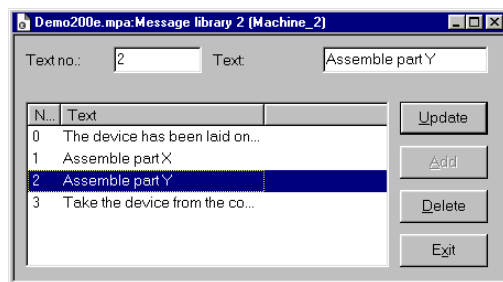 Demo200e.mpa:Message library 2 (Machine_2)
Text no.: 2 Text: Assemble part Y
N... Text
Update
0 The device has been laid on...
1 Assemble part X
Add
2 Assemble part Y
3 Take the device from the co...
Delete
Exit